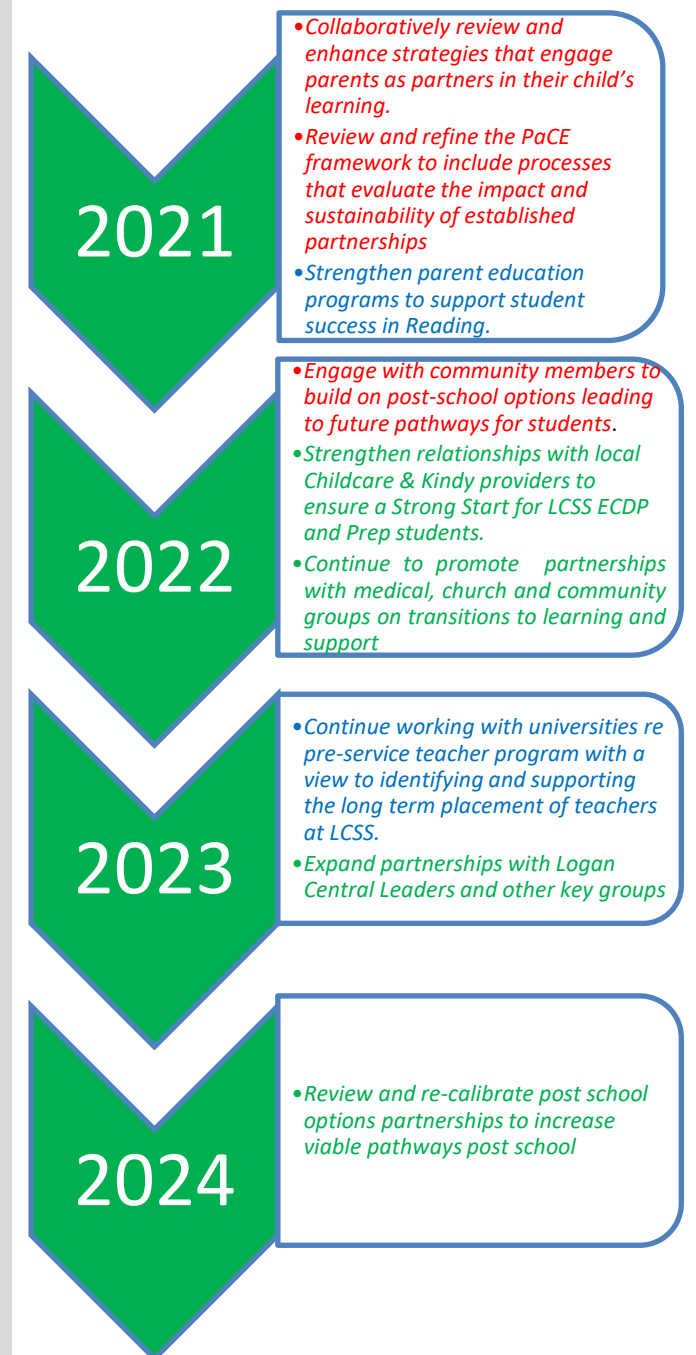 2021
•Collaboratively review and
enhance strategies that engage
parents as partners in their child’s
learning.
•Review and refine the PaCE
framework to include processes
that evaluate the impact and
sustainability of established
partnerships
•Strengthen parent education
programs to support student
success in Reading.
2022
•Engage with community members to
build on post-school options leading
to future pathways for students.
•Strengthen relationships with local
Childcare & Kindy providers to
ensure a Strong Start for LCSS ECDP
and Prep students.
•Continue to promote partnerships
with medical, church and community
groups on transitions to learning and
support
2023
•Continue working with universities re
pre-service teacher program with a
view to identifying and supporting
the long term placement of teachers
at LCSS.
•Expand partnerships with Logan
Central Leaders and other key groups
2024
•Review and re-calibrate post school
options partnerships to increase
viable pathways post school